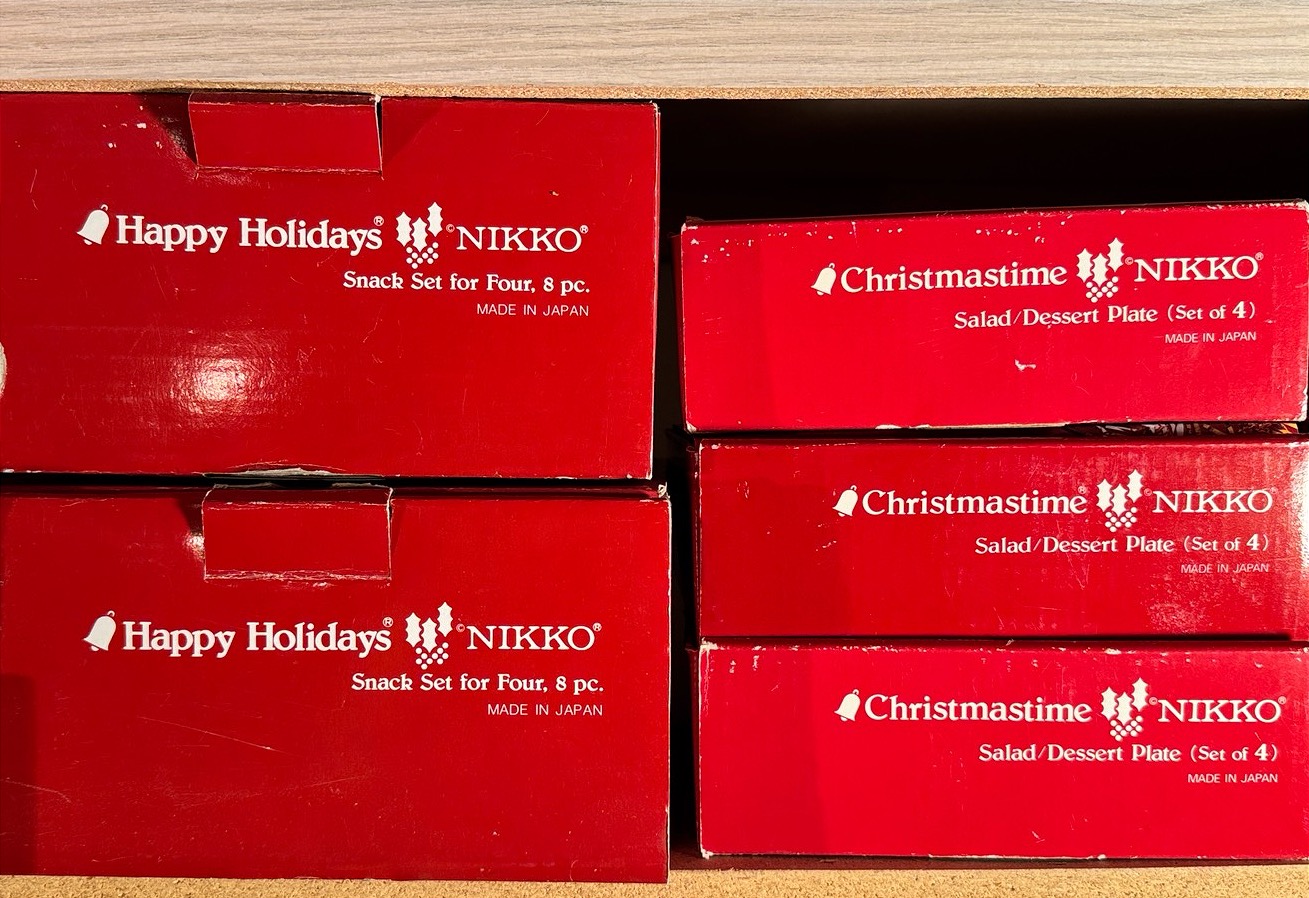 Happy Holidays® ©NIKKO®
Snack Set for Four, 8 pc.
MADE IN JAPAN
Happy Holidays® ©NIKKO®
Snack Set for Four, 8 pc.
MADE IN JAPAN
Christmastime ©NIKKO®
Salad/Dessert Plate (Set of 4)
MADE IN JAPAN
Christmastime® ©NIKKO®
Salad/Dessert Plate (Set of 4)
MADE IN JAPAN
Christmastime ©NIKKO®
Salad/Dessert Plate (Set of 4)
MADE IN JAPAN